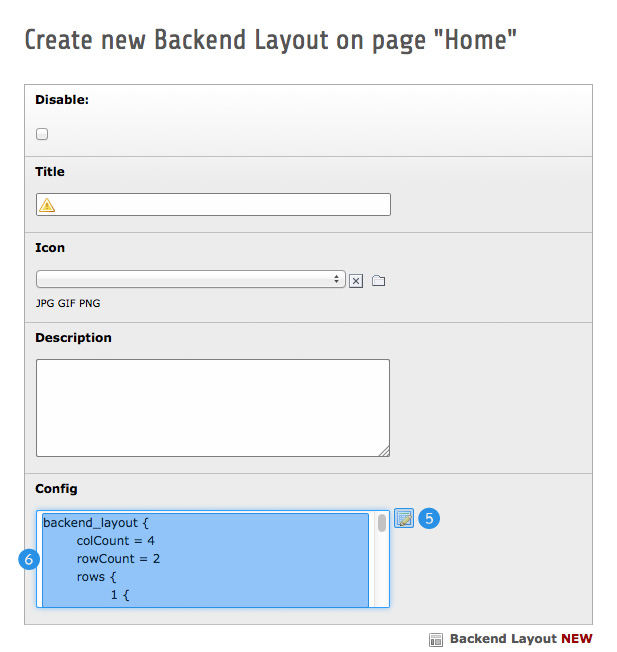 Create new Backend Layout on page "Home"
Disable:
Title
Icon
JPG GIF PNG
Description
Config
backend_layout {
colCount = 4
rowCount = 2
rows {
1 {
5
6
Backend Layout NEW